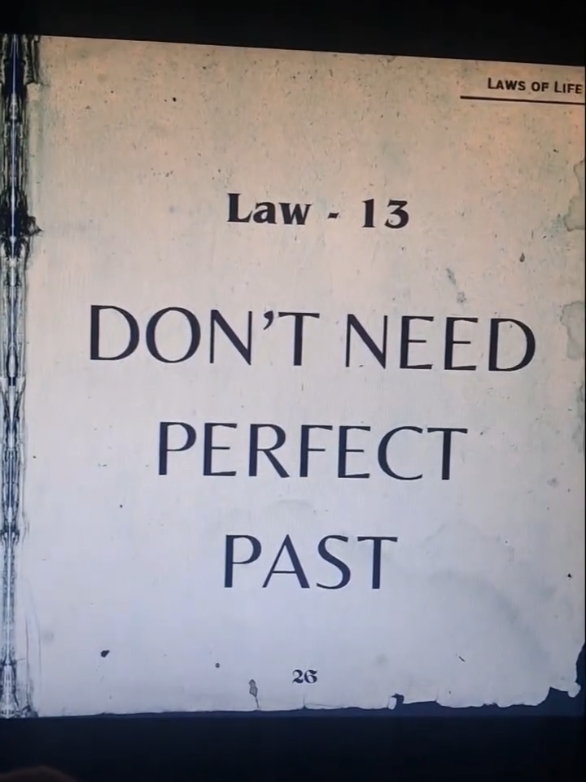 LAWS OF LIFE
Law - 13
DON'T NEED
PERFECT
PAST
26